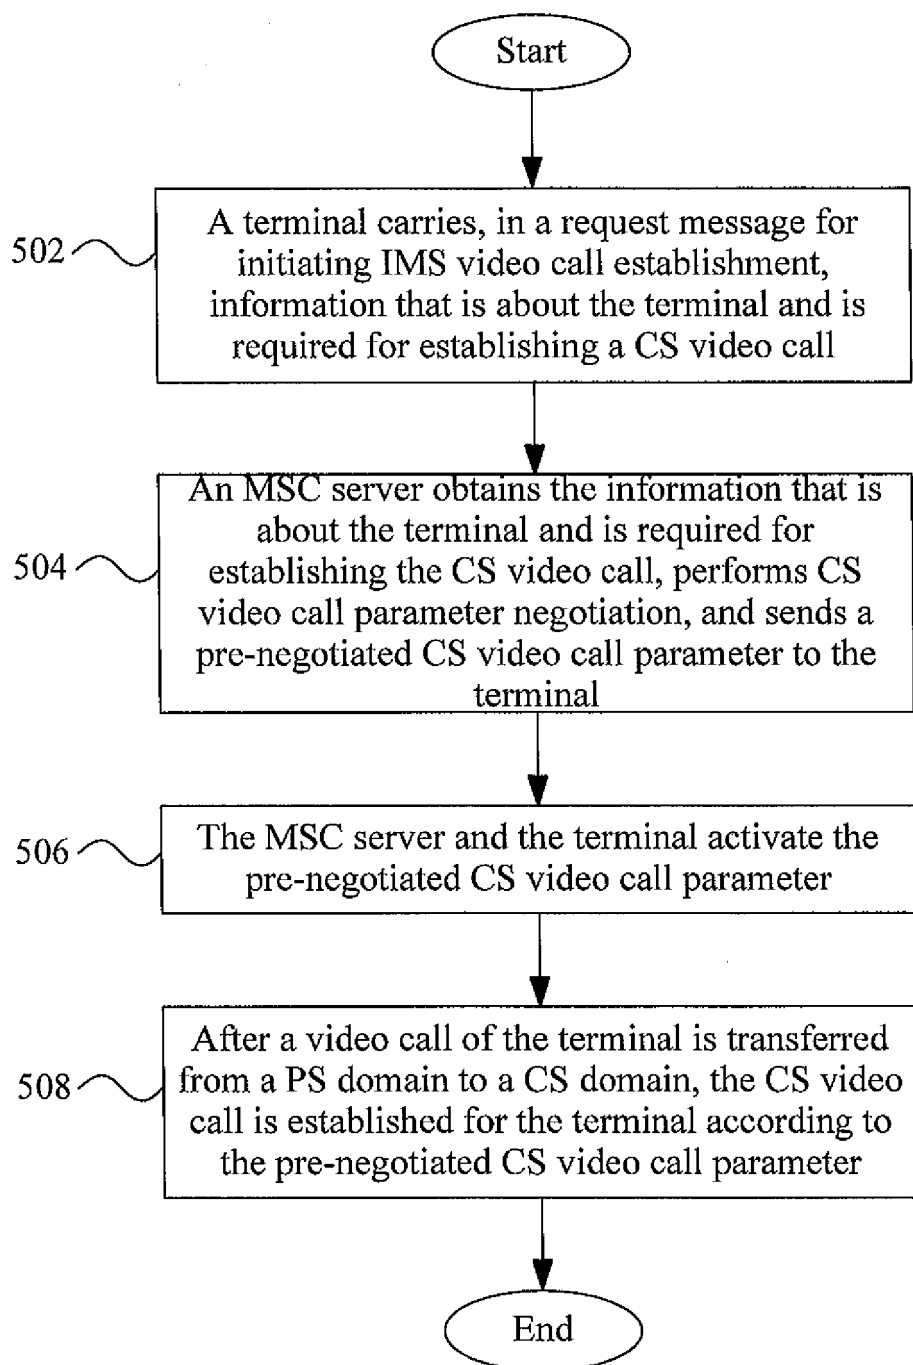 Start
502
A terminal carries, in a request message for
initiating IMS video call establishment,
information that is about the terminal and is
required for establishing a CS video call
504
An MSC server obtains the information that is
about the terminal and is required for
establishing the CS video call, performs CS
video call parameter negotiation, and sends a
pre-negotiated CS video call parameter to the
terminal
506
The MSC server and the terminal activate the
pre-negotiated CS video call parameter
508
After a video call of the terminal is transferred
from a PS domain to a CS domain, the CS video
call is established for the terminal according to
the pre-negotiated CS video call parameter
End